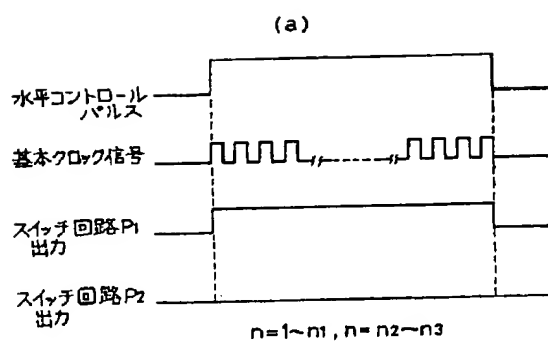 (a)
水平コントロール
パルス
基本クロック信号
スイッチ回路P1
出力
スイッチ回路P2
出力
n=1~n1, n=n2~n3